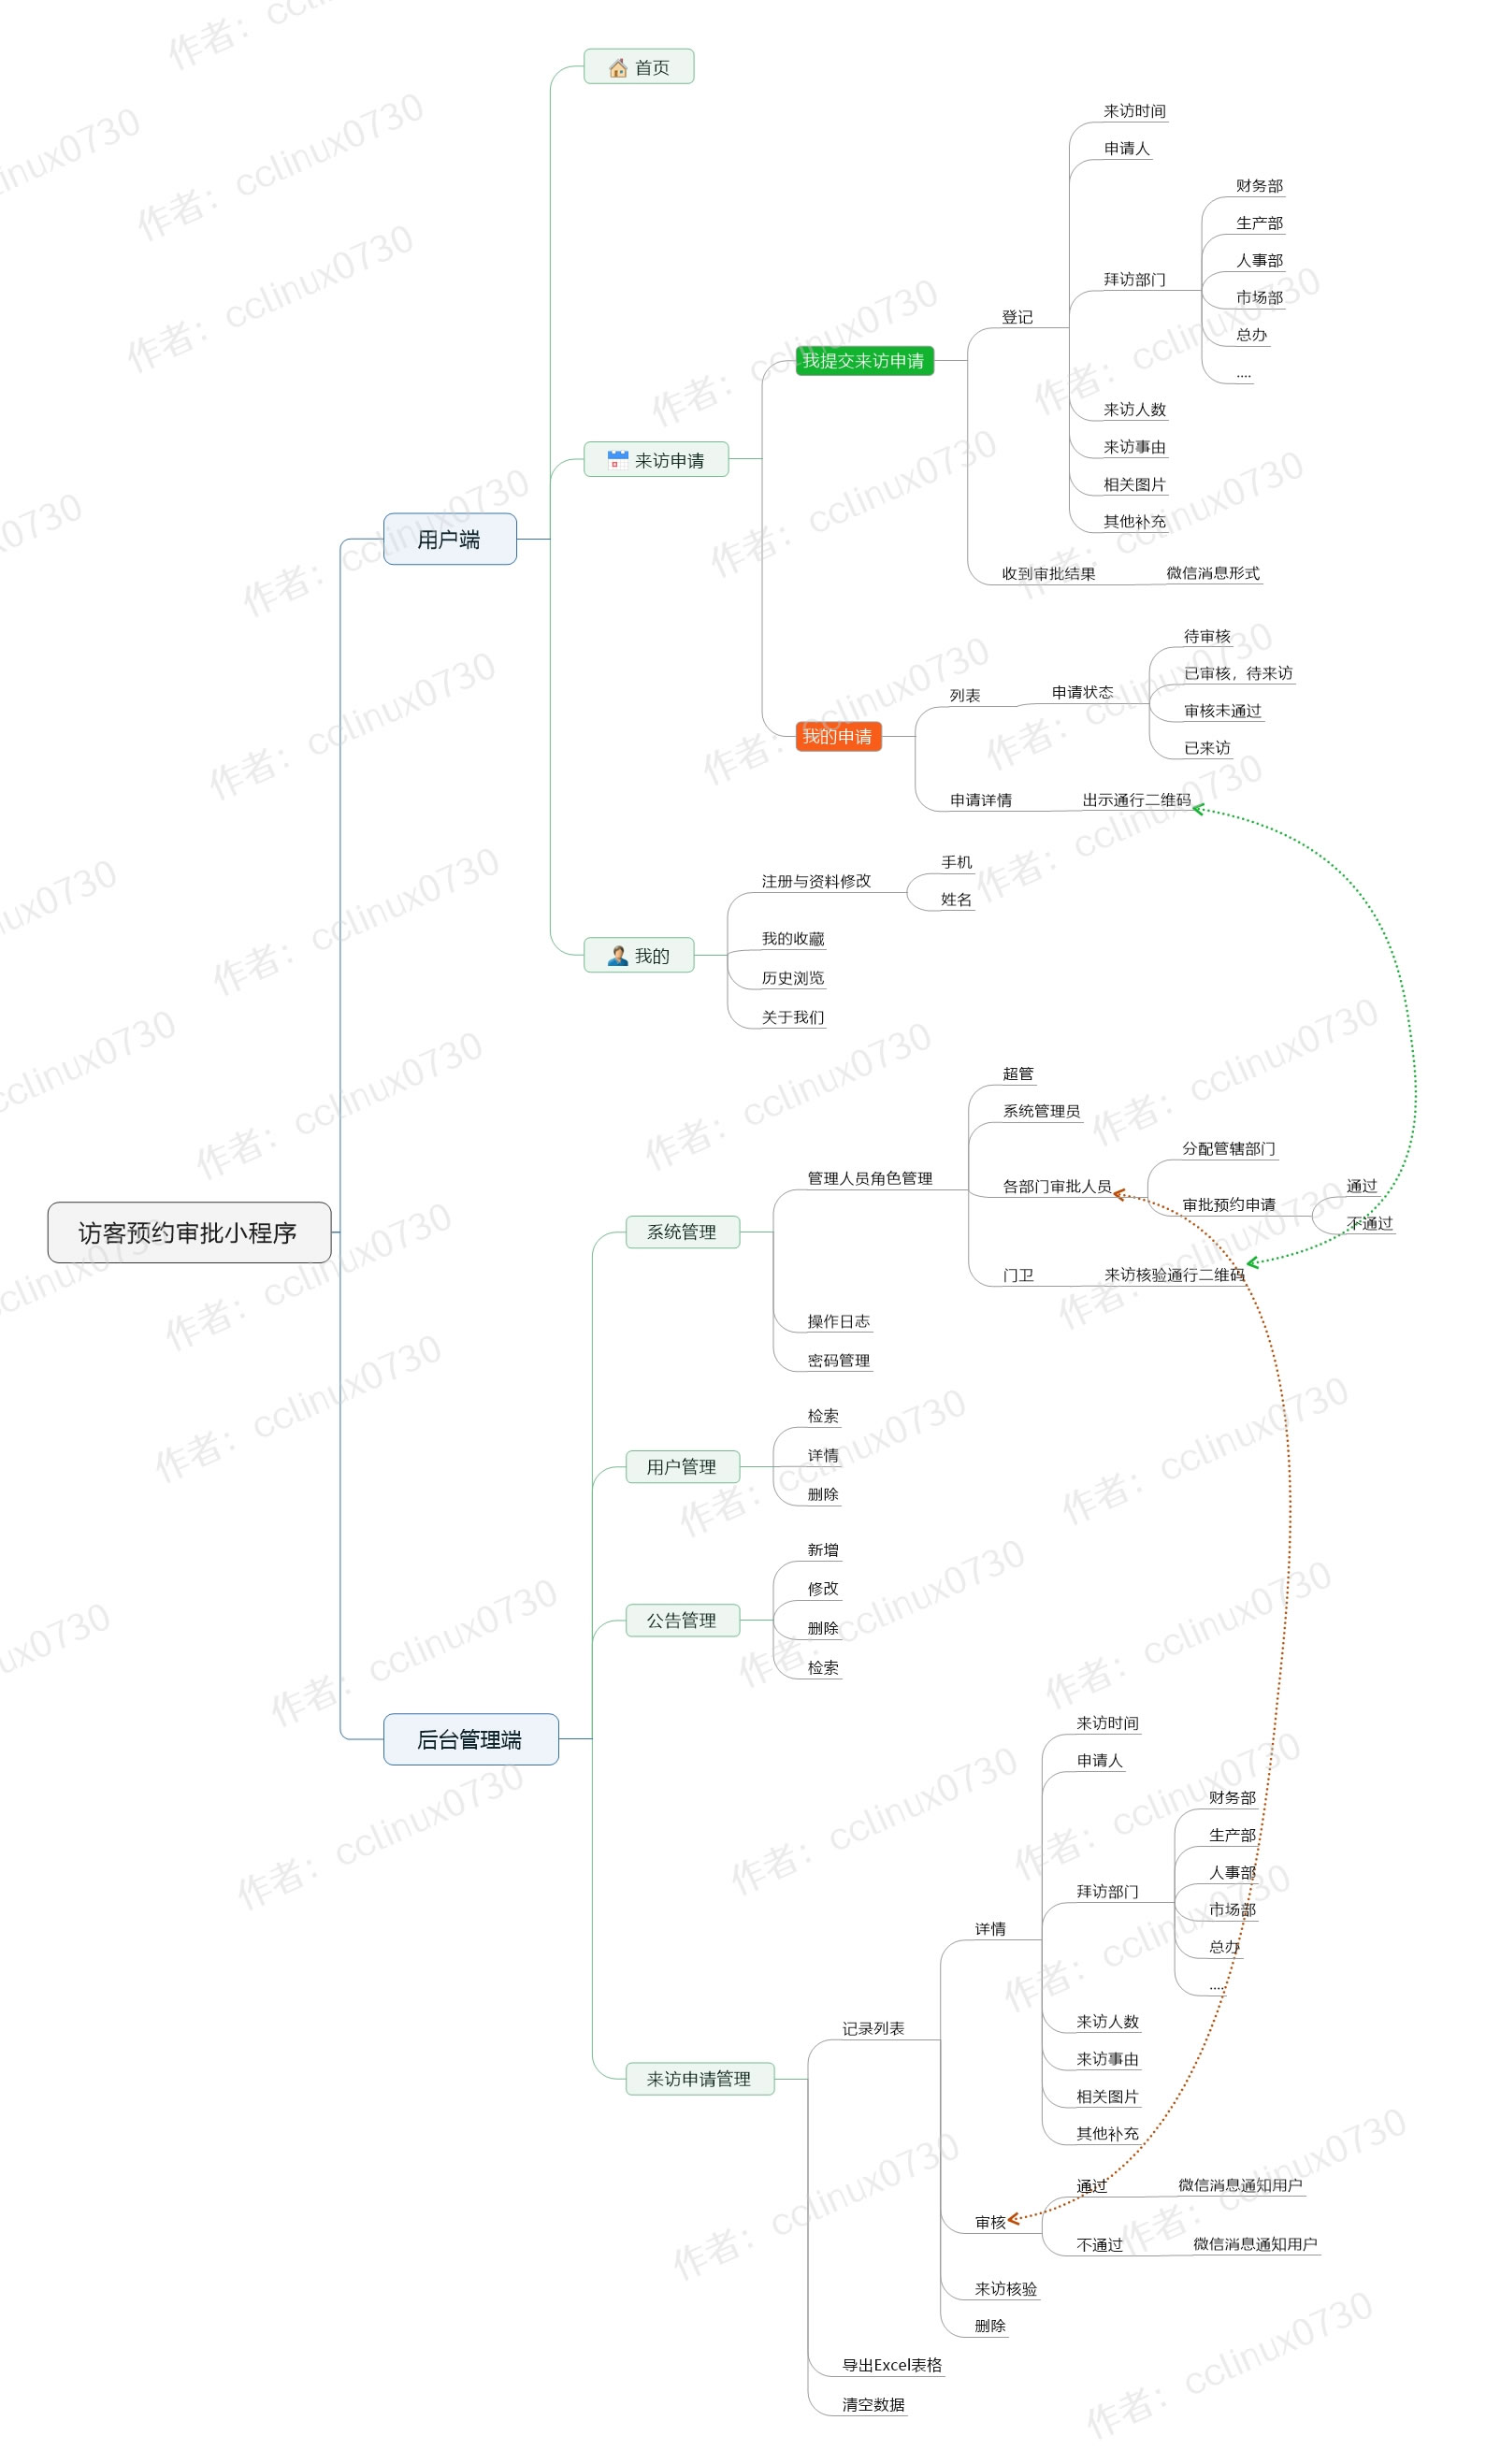 访客预约审批小程序
用户端
首页
来访申请
我提交来访申请
登记
来访时间
申请人
拜访部门
财务部
生产部
人事部
市场部
总办
....
来访人数
来访事由
相关图片
其他补充
收到审批结果
微信消息形式
我的申请
列表
申请状态
待审核
已审核，待来访
审核未通过
已来访
申请详情
出示通行二维码
我的
注册与资料修改
手机
姓名
我的收藏
历史浏览
关于我们
后台管理端
系统管理
管理人员角色管理
超管
系统管理员
各部门审批人员
分配管辖部门
审批预约申请
通过
不通过
门卫
来访核验通行二维码
操作日志
密码管理
用户管理
检索
详情
删除
公告管理
新增
修改
删除
检索
来访申请管理
记录列表
详情
来访时间
申请人
拜访部门
财务部
生产部
人事部
市场部
总办
....
来访人数
来访事由
相关图片
其他补充
审核
通过
微信消息通知用户
不通过
微信消息通知用户
来访核验
删除
导出Excel表格
清空数据
作者：cclinux0730